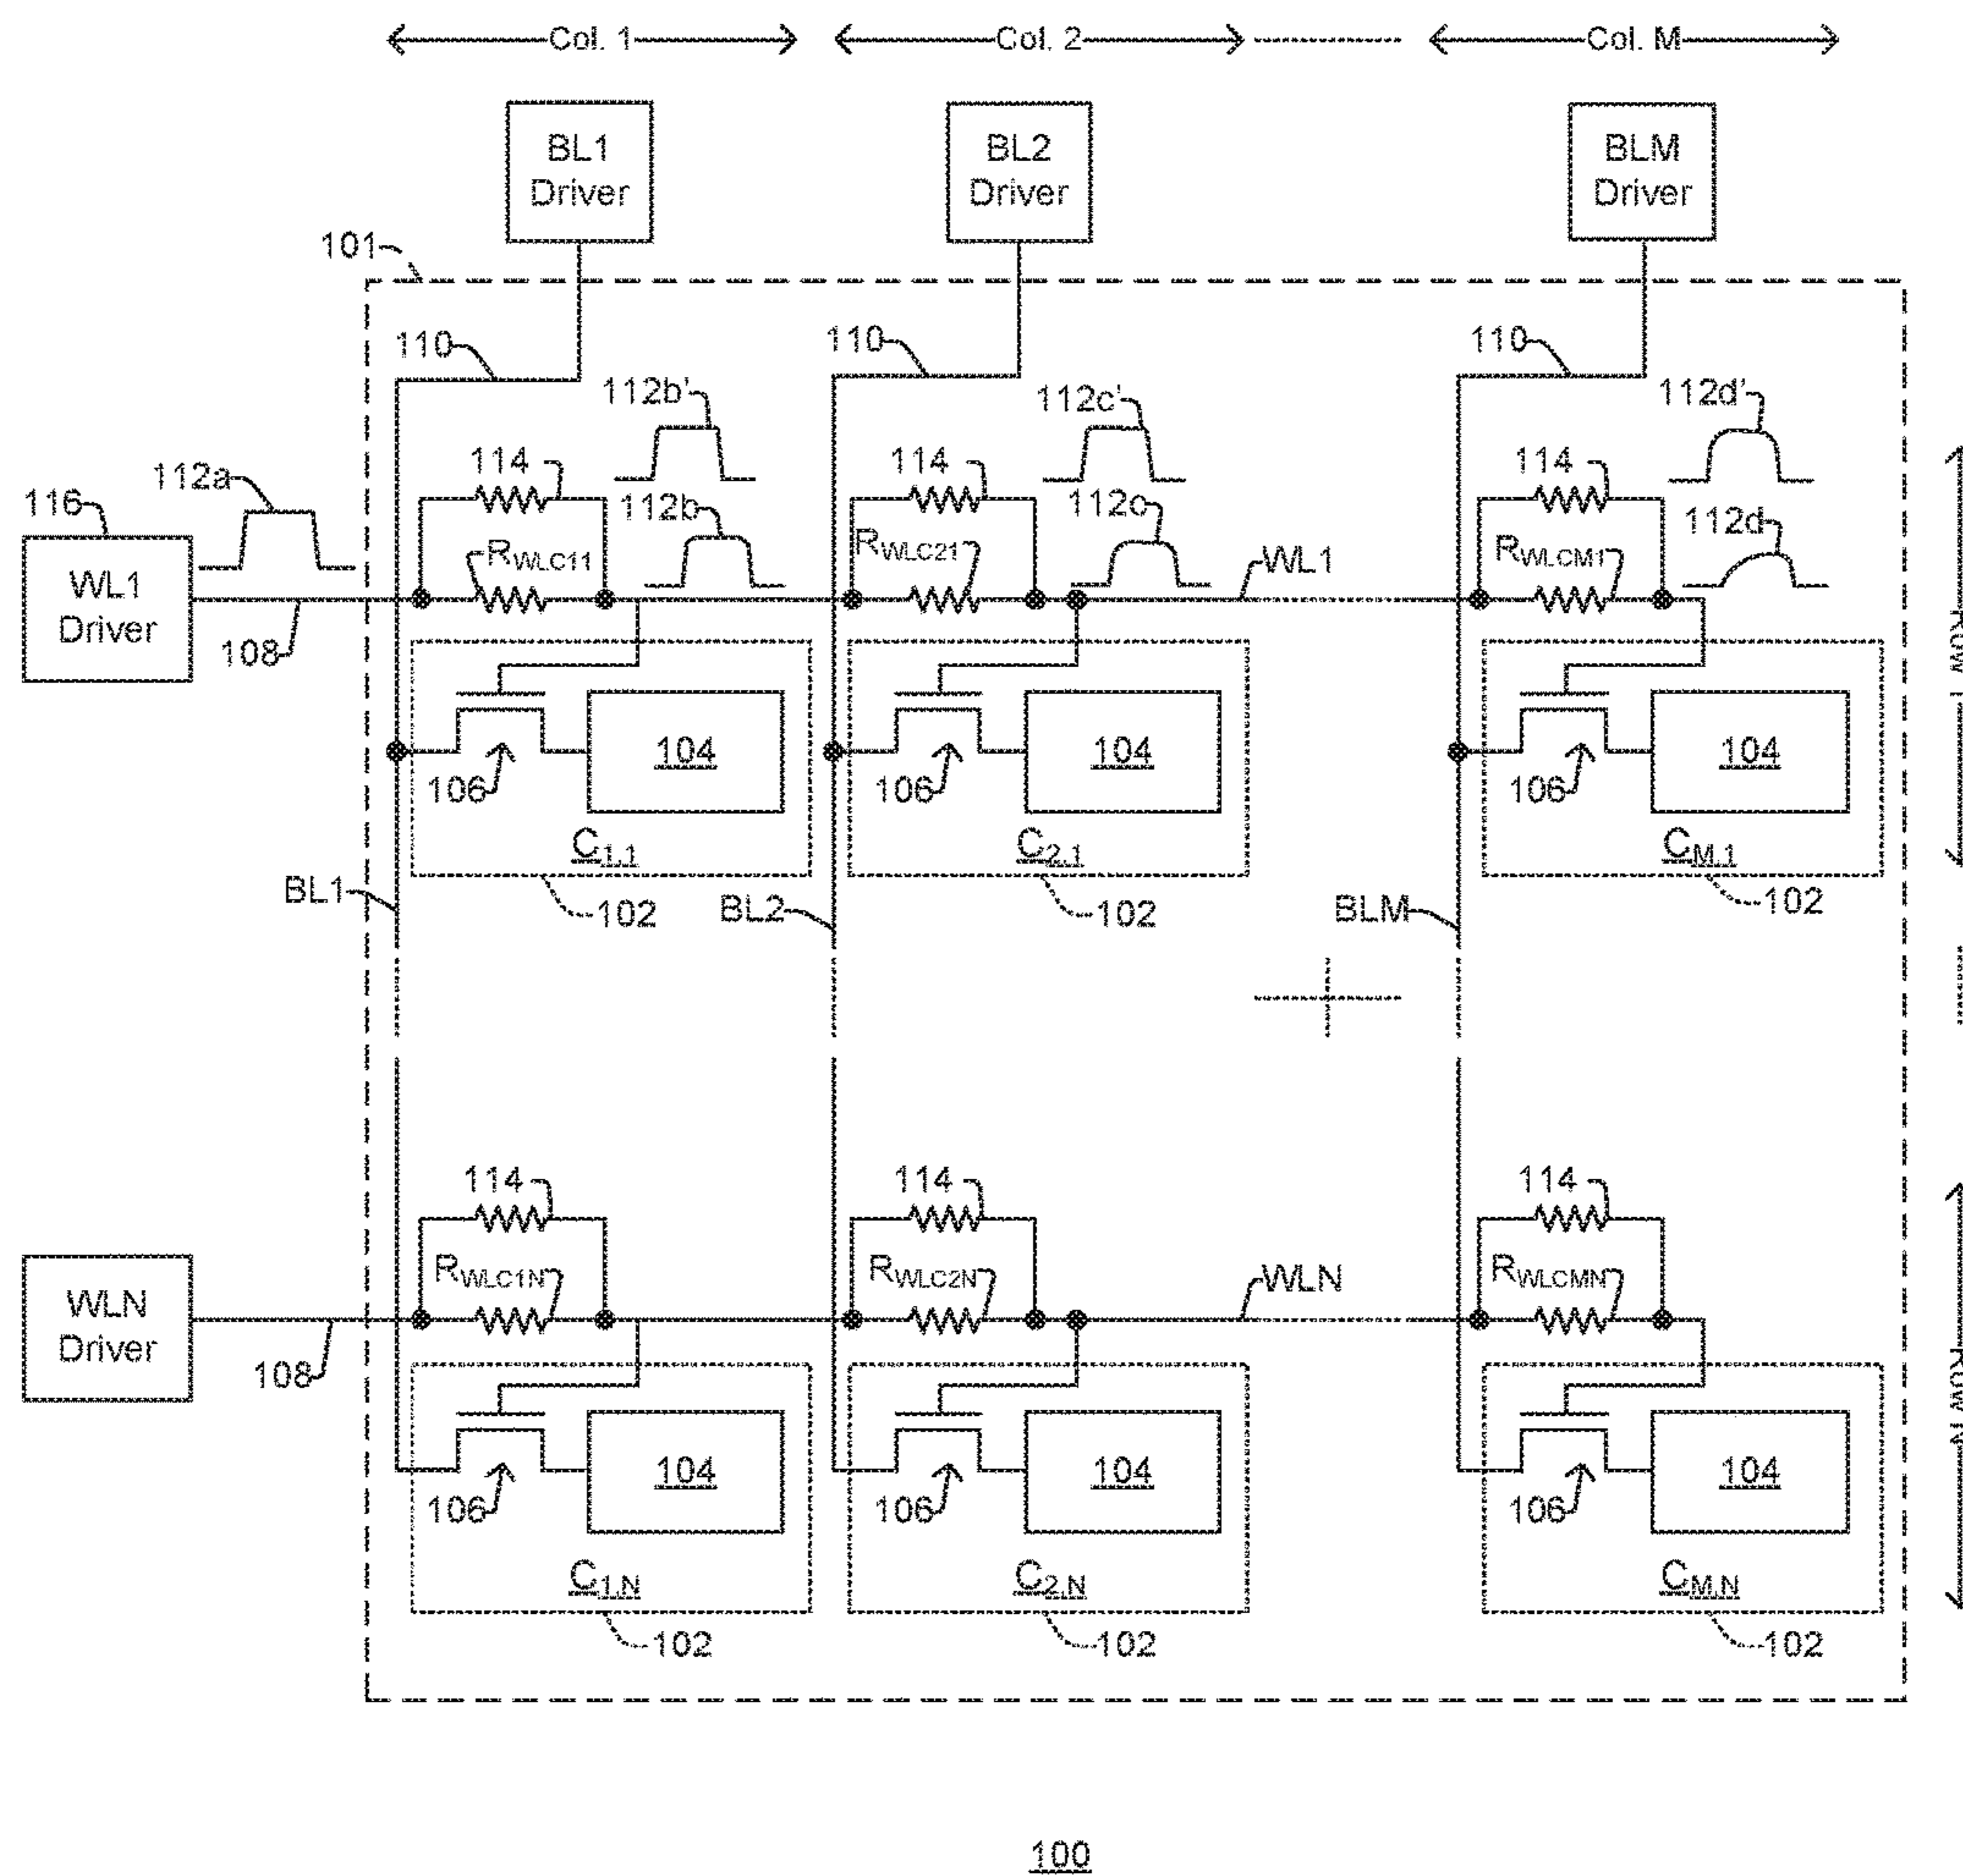 Col. 1 Col. 2 Col. M
BL1 Driver
BL2 Driver
BLM Driver
101
110 110 110
112b' 112c' 112d'
112a 114 114 114
116 112b 112c 112d
RWLC11 RWLC21 WL1 RWLCM1
WL1 Driver
108
Row 1
104 104 104
106 106 106
C1,1 C2,1 CM,1
BL1 102 BL2 102 BLM 102
114 114 114
RWLC1N RWLC2N WLN RWLCMN
WLN Driver
108
Row N
104 104 104
106 106 106
C1,N C2,N CM,N
102 102 102
100